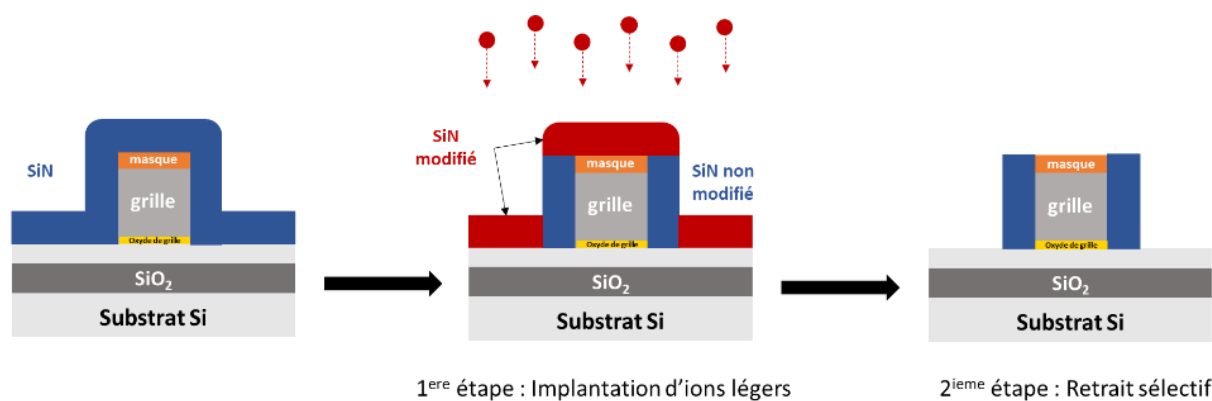 SiN
masque
grille
Oxyde de grille
SiO2
Substrat Si
SiN
modifié
masque
grille
Oxyde de grille
SiN non
modifié
SiO2
Substrat Si
1ere étape : Implantation d'ions légers
masque
grille
Oxyde de grille
SiO2
Substrat Si
2ieme étape : Retrait sélectif